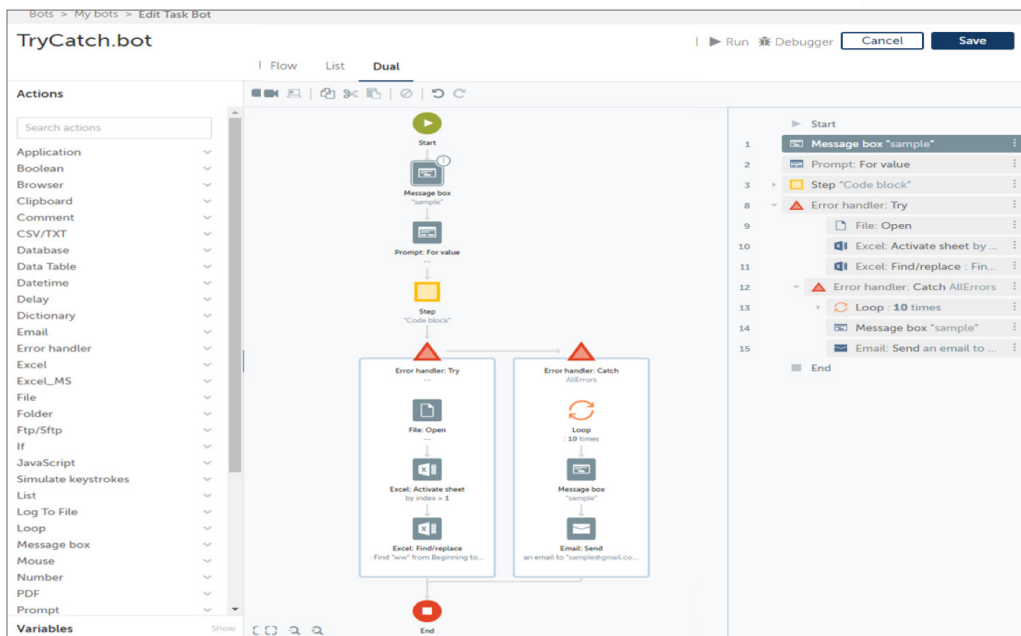 Bots > My bots > Edit Task Bot
TryCatch.bot
Run Debugger Cancel Save
Flow List Dual
Actions
Search actions
Application
Boolean
Browser
Clipboard
Comment
CSV/TXT
Database
Data Table
Datetime
Delay
Dictionary
Email
Error handler
Excel
Excel_MS
File
Folder
Ftp/Sftp
If
JavaScript
Simulate keystrokes
List
Log To File
Loop
Message box
Mouse
Number
PDF
Prompt
Variables Show
Start
Message box
"sample"
Prompt: For value
--
Step
"Code block"
Error handler: Try
--
File: Open
--
Excel: Activate sheet
by index = 1
Excel: Find/replace
: Find "ww" from Beginning to...
Error handler: Catch
AllErrors
Loop
: 10 times
Message box
"sample"
Email: Send
an email to "sample@gmail.co...
End
Start
1 Message box "sample"
2 Prompt: For value
3 Step "Code block"
8 Error handler: Try
9 File: Open
10 Excel: Activate sheet by ...
11 Excel: Find/replace : Fin...
12 Error handler: Catch AllErrors
13 Loop : 10 times
14 Message box "sample"
15 Email: Send an email to ...
End